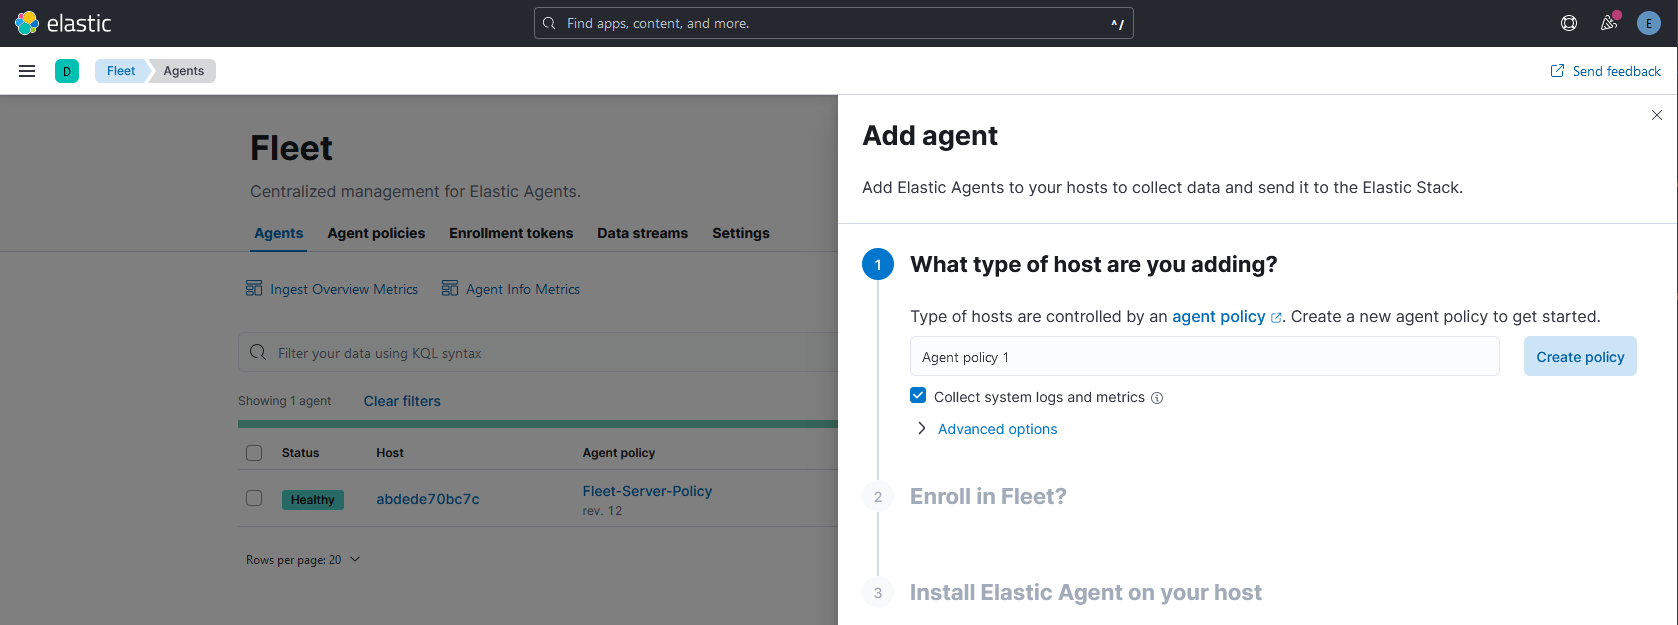 elastic
Find apps, content, and more.
^/
E
D
Fleet
Agents
Send feedback
Fleet
Centralized management for Elastic Agents.
Agents
Agent policies
Enrollment tokens
Data streams
Settings
Ingest Overview Metrics
Agent Info Metrics
Filter your data using KQL syntax
Showing 1 agent
Clear filters
Status
Host
Agent policy
Healthy
abdede70bc7c
Fleet-Server-Policy
rev. 12
Rows per page: 20
Add agent
Add Elastic Agents to your hosts to collect data and send it to the Elastic Stack.
1
What type of host are you adding?
Type of hosts are controlled by an agent policy. Create a new agent policy to get started.
Agent policy 1
Create policy
Collect system logs and metrics
Advanced options
2
Enroll in Fleet?
3
Install Elastic Agent on your host